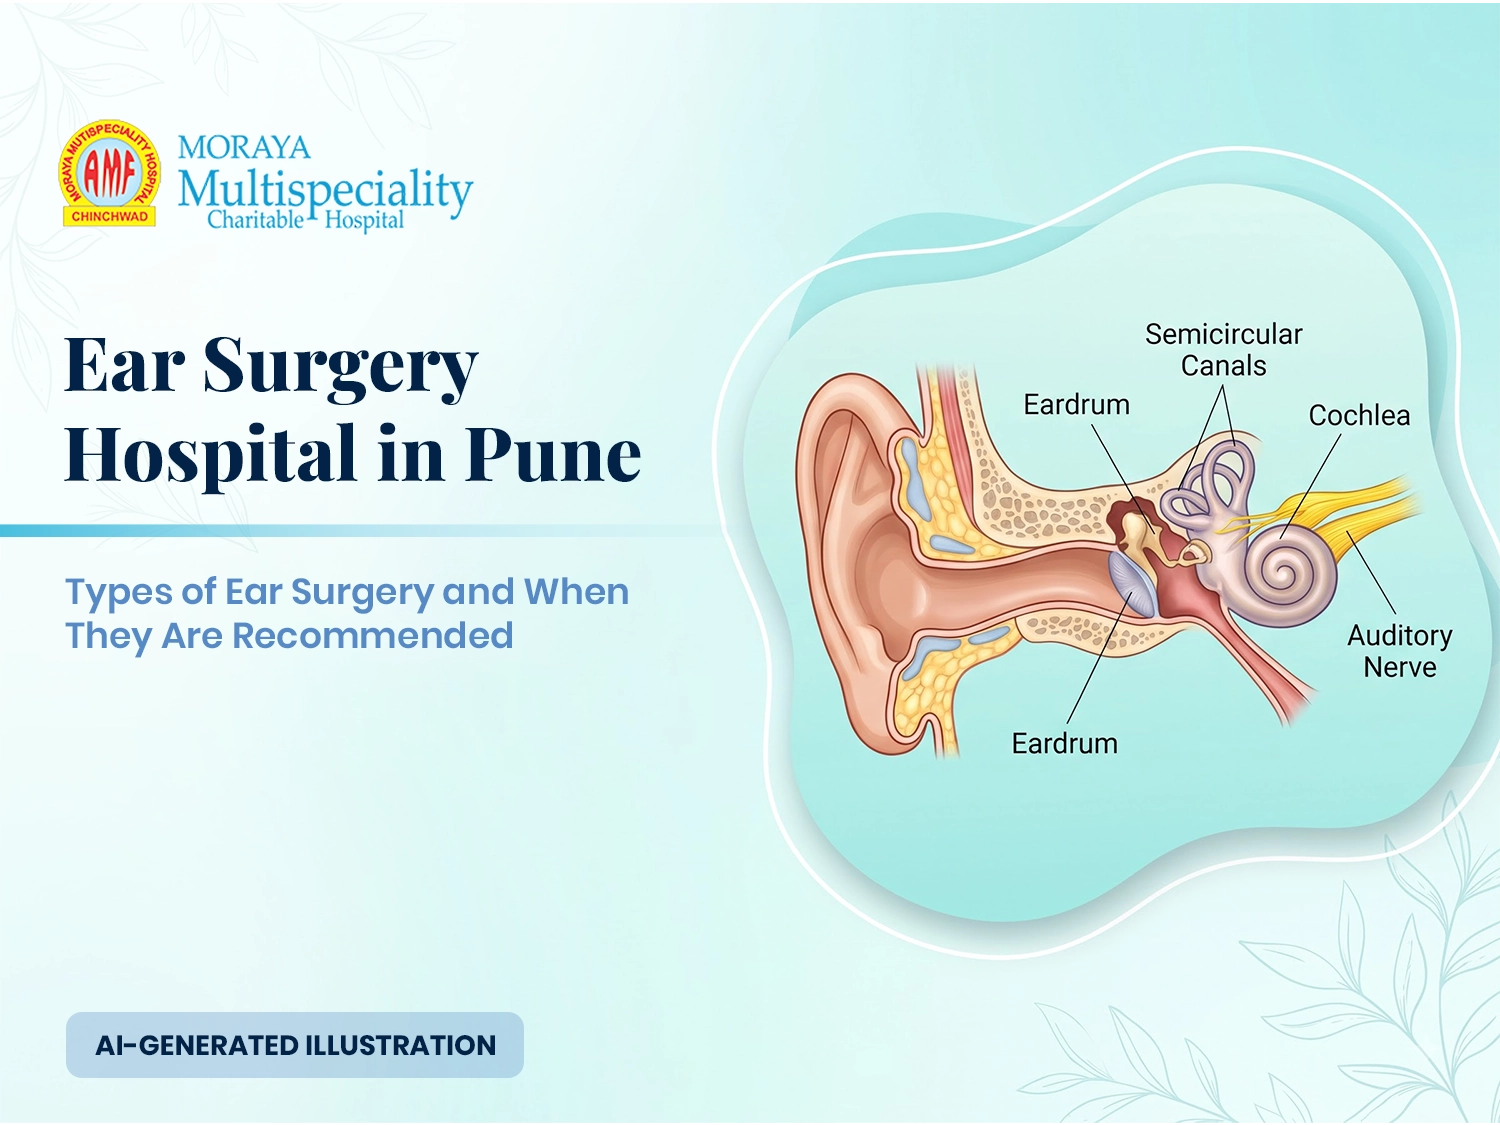 MORAYA MUTISPECIALITY HOSPITAL
AMF
CHINCHWAD
MORAYA
Multispeciality
Charitable Hospital
Ear Surgery
Hospital in Pune
Types of Ear Surgery and When
They Are Recommended
Semicircular
Canals
Eardrum
Cochlea
Auditory
Nerve
Eardrum
AI-GENERATED ILLUSTRATION